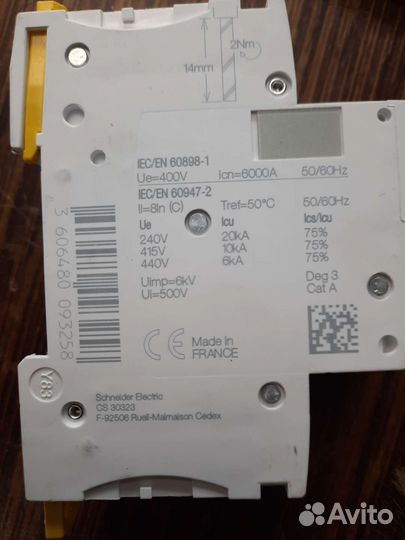 2Nm
14mm
IEC/EN 60898-1
Ue=400V Icn=6000A 50/60Hz
IEC/EN 60947-2
Ii=8In (C) Tref=50°C 50/60Hz
Ue Icu Ics/Icu
240V 20kA 75%
415V 10kA 75%
440V 6kA 75%
Uimp=6kV Deg 3
Ui=500V Cat A
3 606480 093258
CE Made in
FRANCE
Y83
Schneider Electric
CS 30323
F-92506 Rueil-Malmaison Cedex
Avito